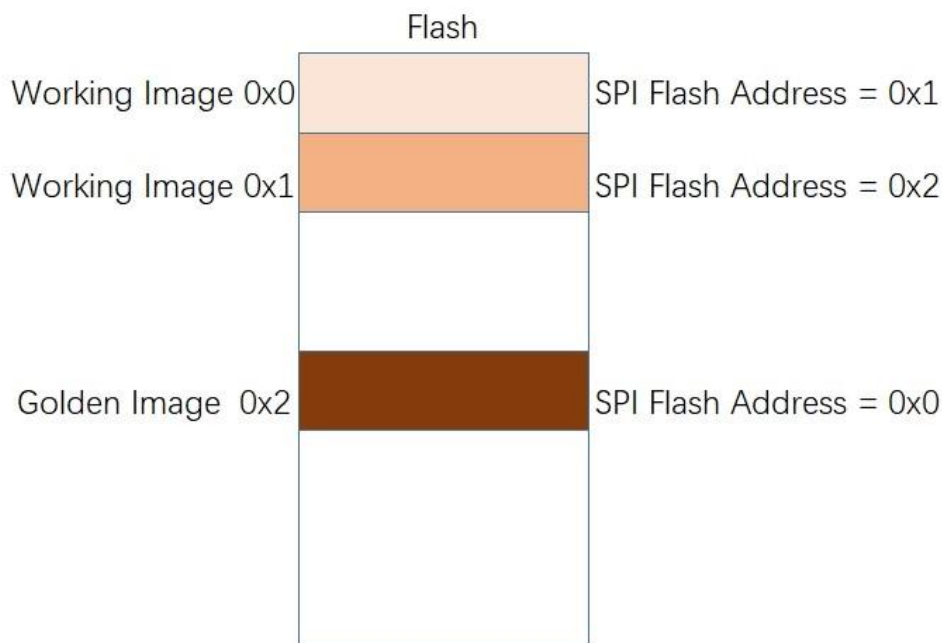 Flash
Working Image 0x0 SPI Flash Address = 0x1
Working Image 0x1 SPI Flash Address = 0x2
Golden Image 0x2 SPI Flash Address = 0x0